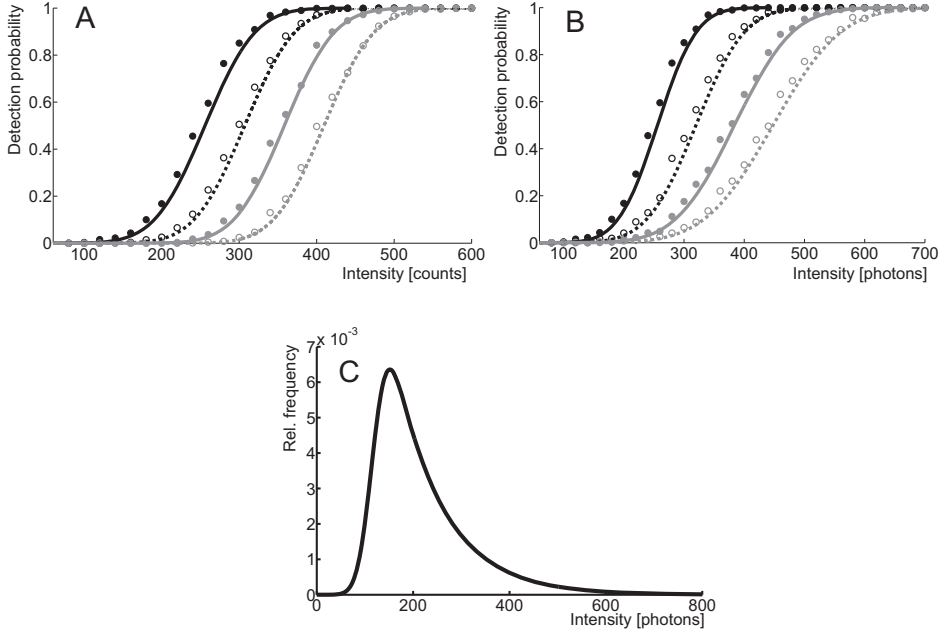 A
Detection probability
1
0.8
0.6
0.4
0.2
0
100 200 300 400 500 600
Intensity [counts]
B
Detection probability
1
0.8
0.6
0.4
0.2
0
100 200 300 400 500 600 700
Intensity [photons]
C
x 10-3
Rel. frequency
7
6
5
4
3
2
1
0
0 200 400 600 800
Intensity [photons]